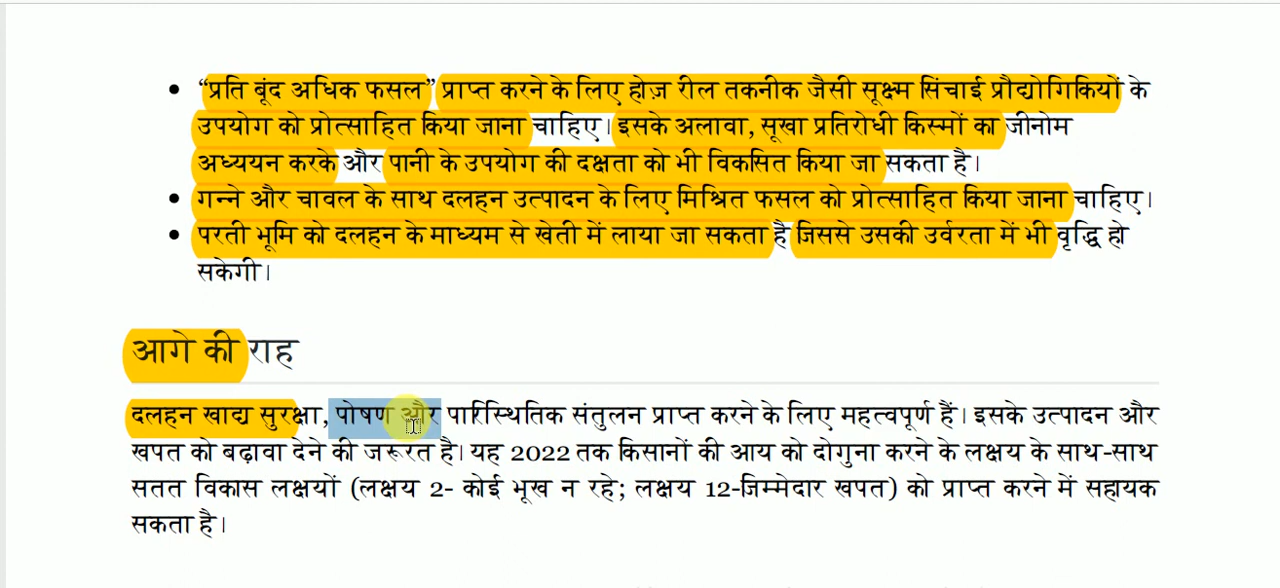 • “प्रति बूंद अधिक फसल” प्राप्त करने के लिए होज़ रील तकनीक जैसी सूक्ष्म सिंचाई प्रौद्योगिकियों के
उपयोग को प्रोत्साहित किया जाना चाहिए। इसके अलावा, सूखा प्रतिरोधी किस्मों का जीनोम
अध्ययन करके और पानी के उपयोग की दक्षता को भी विकसित किया जा सकता है।
• गन्ने और चावल के साथ दलहन उत्पादन के लिए मिश्रित फसल को प्रोत्साहित किया जाना चाहिए।
• परती भूमि को दलहन के माध्यम से खेती में लाया जा सकता है जिससे उसकी उर्वरता में भी वृद्धि हो
सकेगी।
आगे की राह
दलहन खाद्य सुरक्षा, पोषण और पारिस्थितिक संतुलन प्राप्त करने के लिए महत्वपूर्ण हैं। इसके उत्पादन और
खपत को बढ़ावा देने की जरूरत है। यह 2022 तक किसानों की आय को दोगुना करने के लक्ष्य के साथ-साथ
सतत विकास लक्ष्यों (लक्ष्य 2- कोई भूख न रहे; लक्ष्य 12-जिम्मेदार खपत) को प्राप्त करने में सहायक
सकता है।